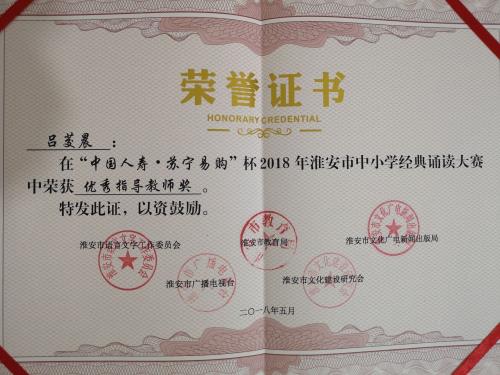 荣誉证书
HONORARY CREDENTIAL
吕菱晨：
在“中国人寿·苏宁易购”杯2018年淮安市中小学经典诵读大赛
中荣获 优秀指导教师奖 。
特发此证，以资鼓励。
淮安市语言文字工作委员会 淮安市教育局 淮安市文化广电新闻出版局
淮安市广播电视台 淮安市文化建设研究会
二〇一八年五月